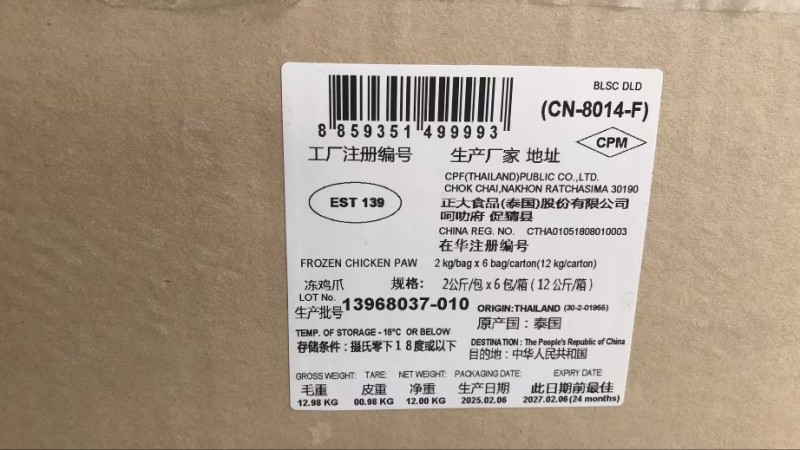 BLSC DLD
8 859351 499993
(CN-8014-F)
CPM
工厂注册编号 生产厂家 地址
CPF(THAILAND)PUBLIC CO.,LTD.
CHOK CHAI,NAKHON RATCHASIMA 30190
EST 139
正大食品(泰国)股份有限公司
呵叻府 促猜县
CHINA REG. NO. CTHA01051808010003
在华注册编号
FROZEN CHICKEN PAW 2 kg/bag x 6 bag/carton(12 kg/carton)
冻鸡爪 规格: 2公斤/包 x 6 包/箱 (12 公斤/箱)
LOT No. 13968037-010 ORIGIN:THAILAND (30-2-01955)
生产批号
原产国:泰国
TEMP. OF STORAGE - 18°C OR BELOW
DESTINATION : The People's Republic of China
存储条件:摄氏零下18度或以下
目的地:中华人民共和国
GROSS WEIGHT: TARE: NET WEIGHT: PACKAGING DATE: EXPIRY DATE:
毛重 皮重 净重 生产日期 此日期前最佳
12.98 KG 00.98 KG 12.00 KG 2025.02.06 2027.02.06 (24 months)